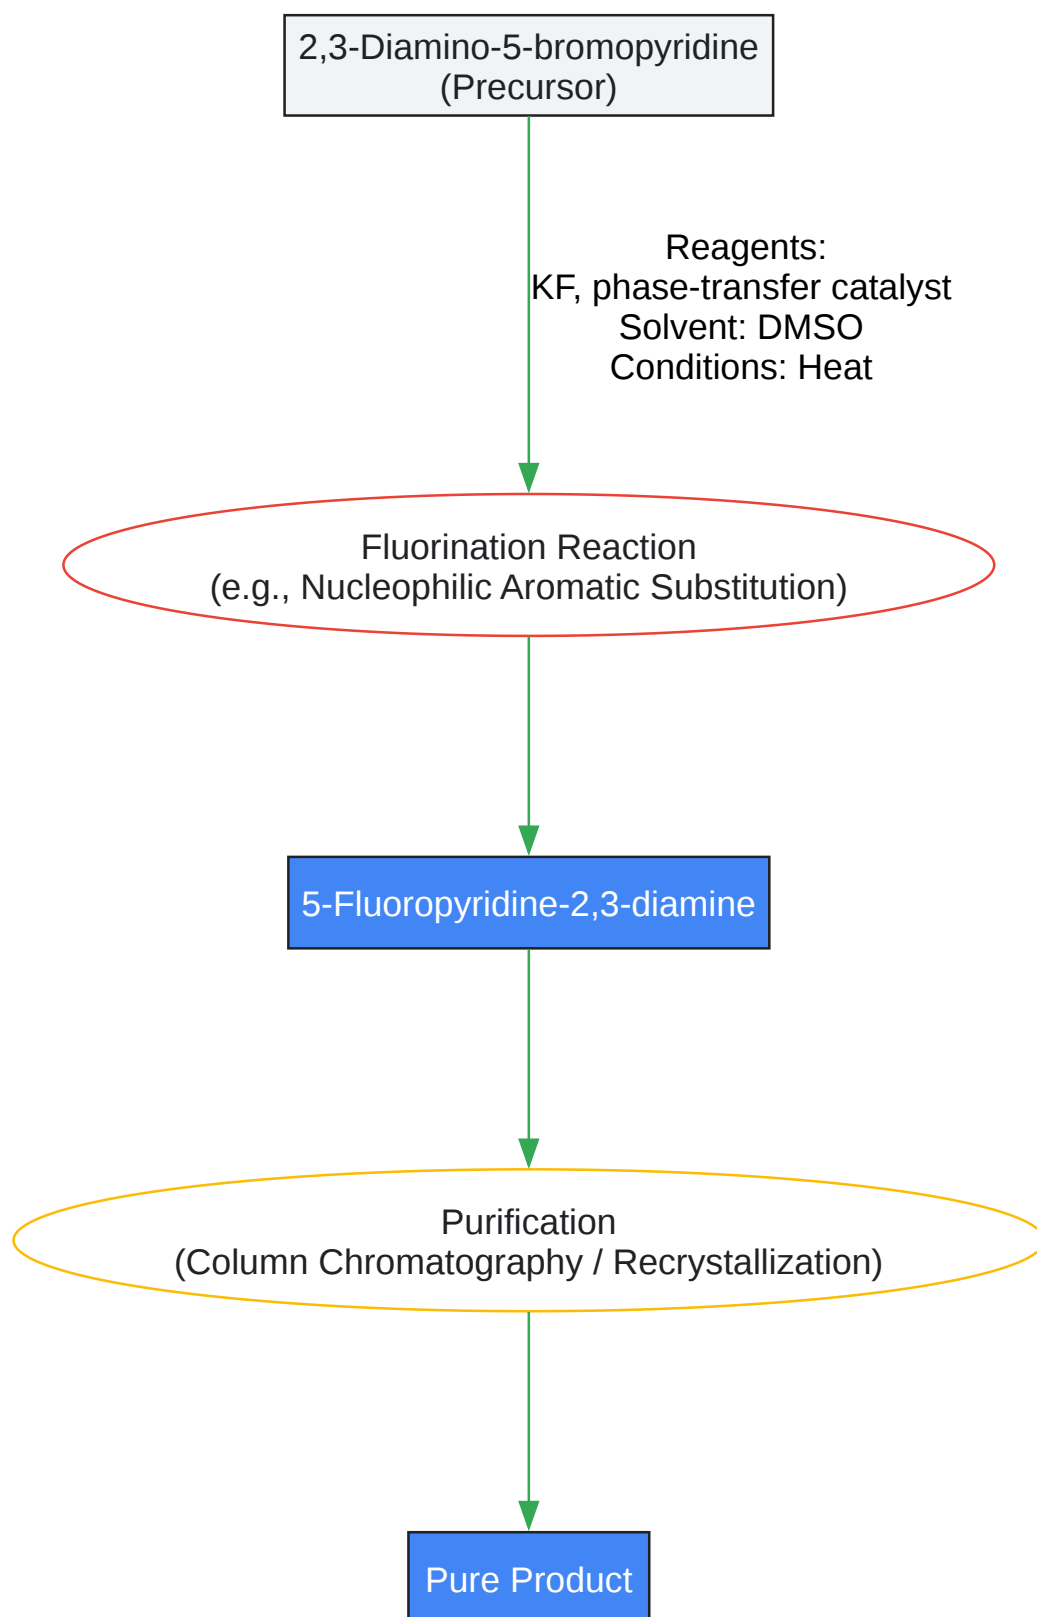 2,3-Diamino-5-bromopyridine
(Precursor)
Reagents:
KF, phase-transfer catalyst
Solvent: DMSO
Conditions: Heat
Fluorination Reaction
(e.g., Nucleophilic Aromatic Substitution)
5-Fluoropyridine-2,3-diamine
Purification
(Column Chromatography / Recrystallization)
Pure Product